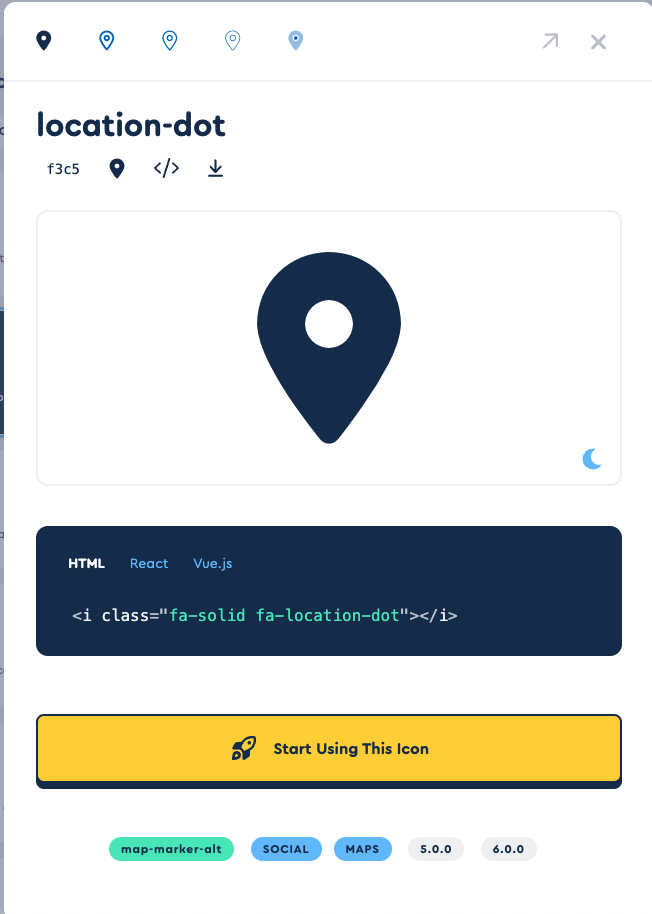 location-dot
f3c5
HTML React Vue.js
<i class="fa-solid fa-location-dot"></i>
Start Using This Icon
map-marker-alt SOCIAL MAPS 5.0.0 6.0.0